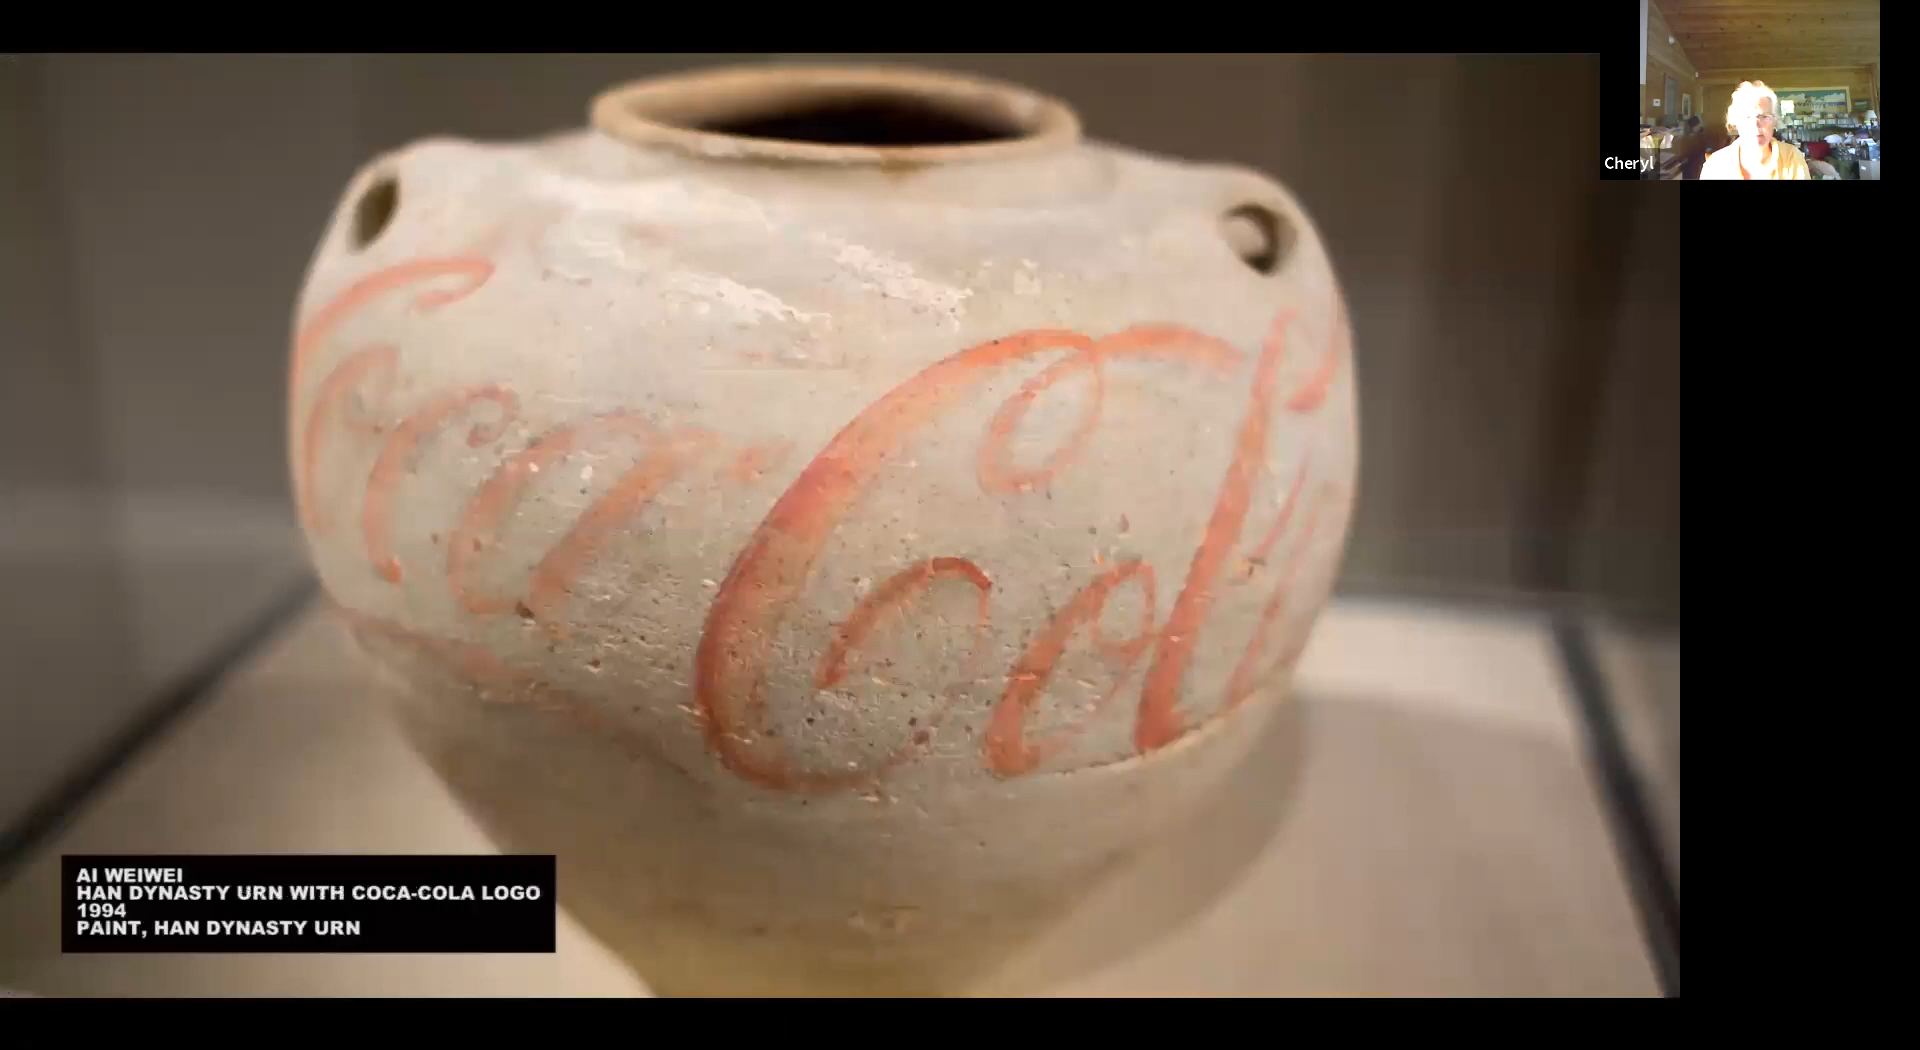 Coca-Cola
Cheryl
AI WEIWEI
HAN DYNASTY URN WITH COCA-COLA LOGO
1994
PAINT, HAN DYNASTY URN